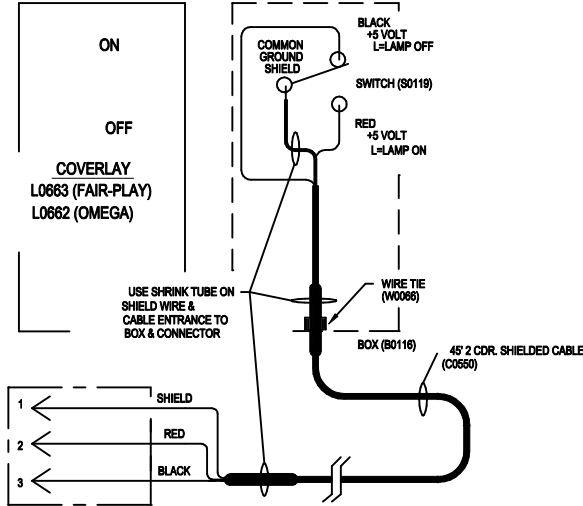 ON
OFF
COVERLAY
L0663 (FAIR-PLAY)
L0662 (OMEGA)
BLACK
+5 VOLT
L=LAMP OFF
COMMON
GROUND
SHIELD
SWITCH (S0119)
RED
+5 VOLT
L=LAMP ON
USE SHRINK TUBE ON
SHIELD WIRE &
CABLE ENTRANCE TO
BOX & CONNECTOR
WIRE TIE
(W0066)
BOX (B0116)
45' 2 CDR. SHIELDED CABLE
(C0550)
1
SHIELD
2
RED
3
BLACK